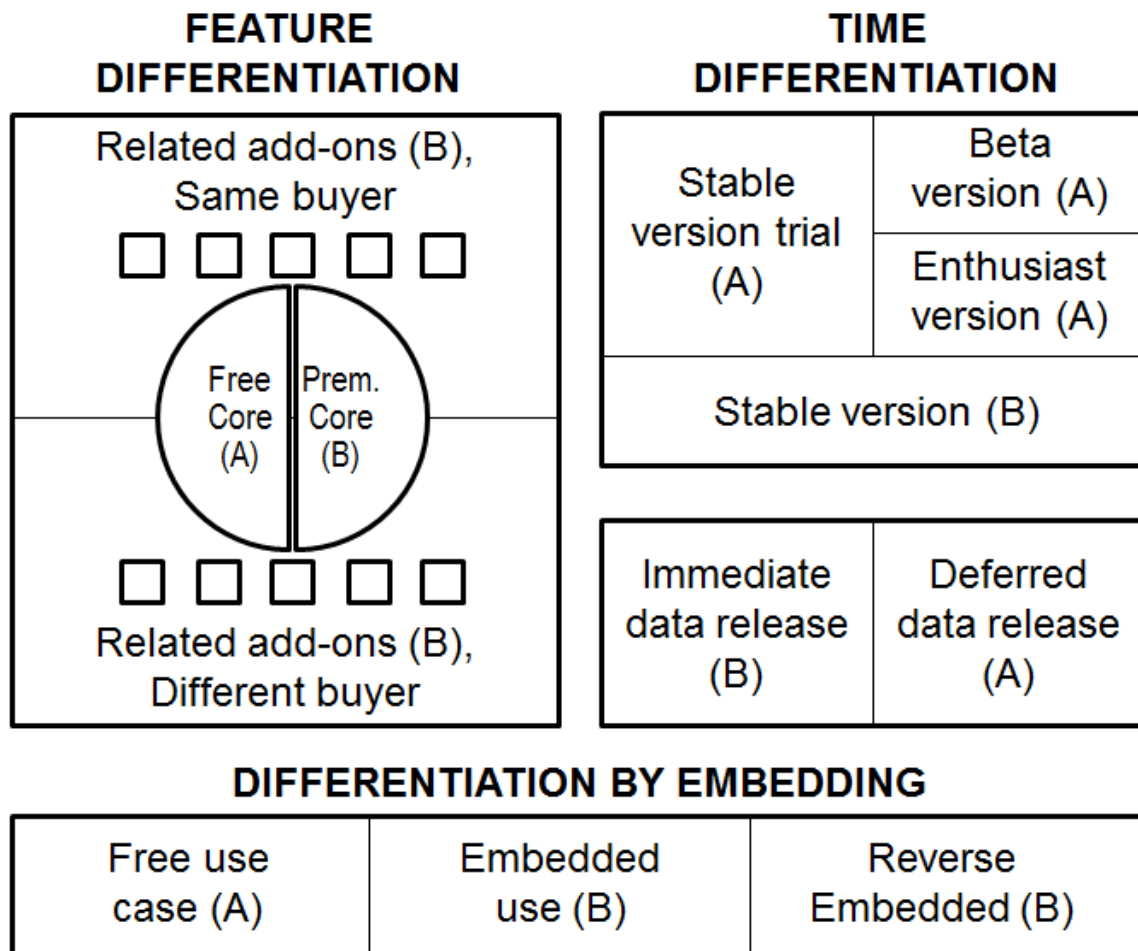 FEATURE
DIFFERENTIATION
Related add-ons (B),
Same buyer
Free
Core
(A)
Prem.
Core
(B)
Related add-ons (B),
Different buyer
TIME
DIFFERENTIATION
Stable
version trial
(A)
Beta
version (A)
Enthusiast
version (A)
Stable version (B)
Immediate
data release
(B)
Deferred
data release
(A)
DIFFERENTIATION BY EMBEDDING
Free use
case (A)
Embedded
use (B)
Reverse
Embedded (B)